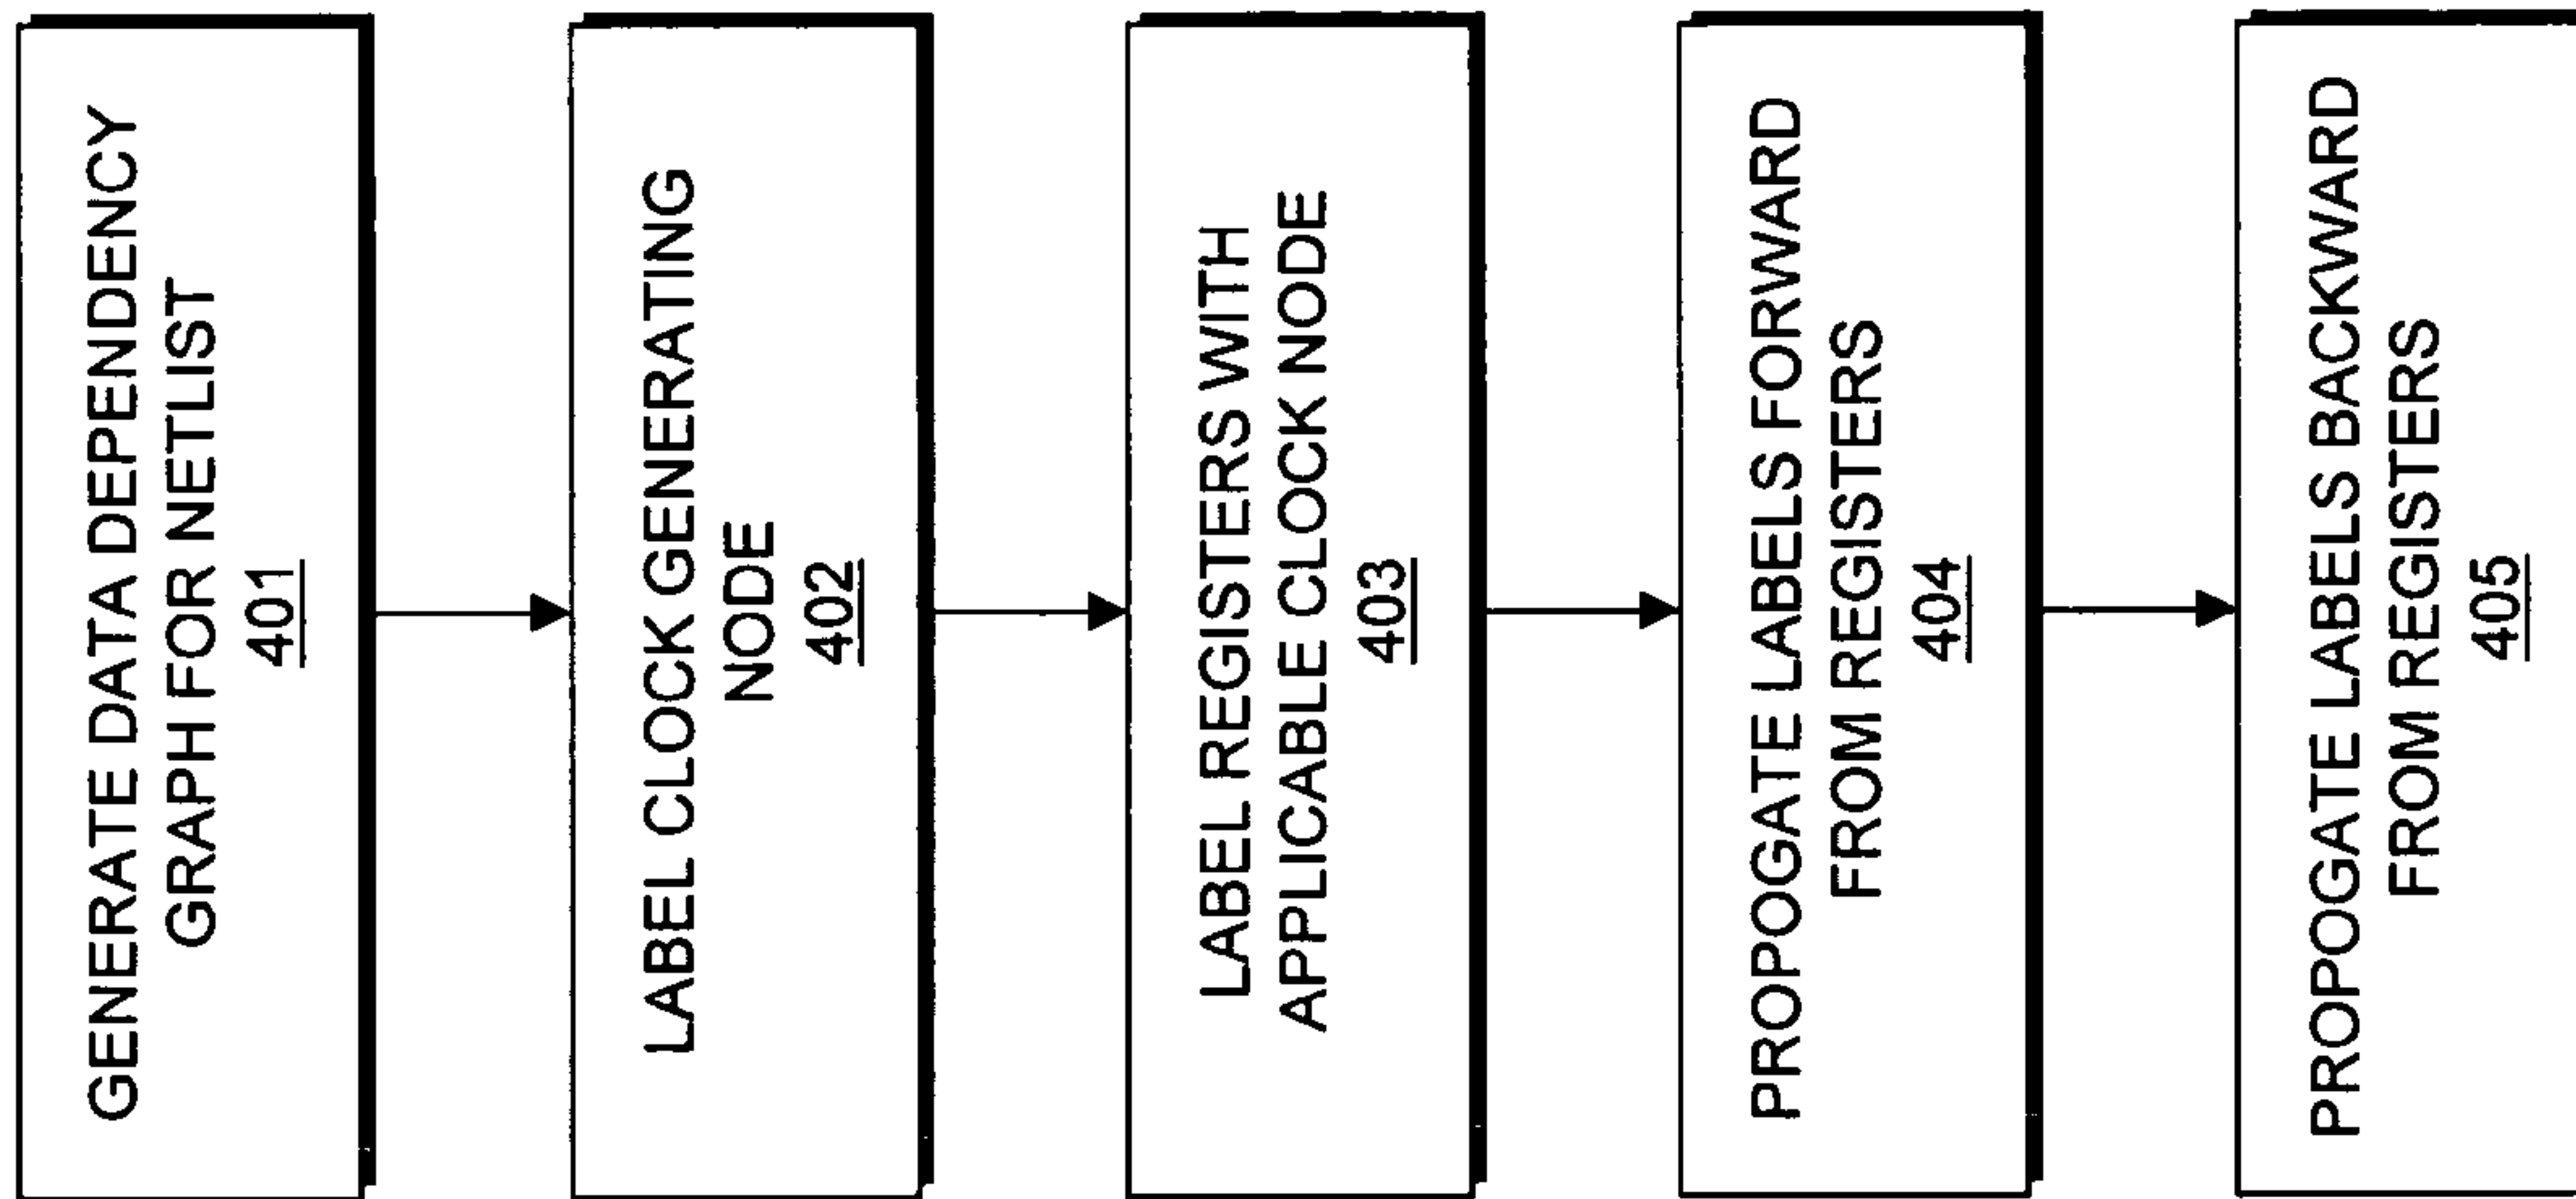 GENERATE DATA DEPENDENCY
GRAPH FOR NETLIST
401
LABEL CLOCK GENERATING
NODE
402
LABEL REGISTERS WITH
APPLICABLE CLOCK NODE
403
PROPOGATE LABELS FORWARD
FROM REGISTERS
404
PROPOGATE LABELS BACKWARD
FROM REGISTERS
405